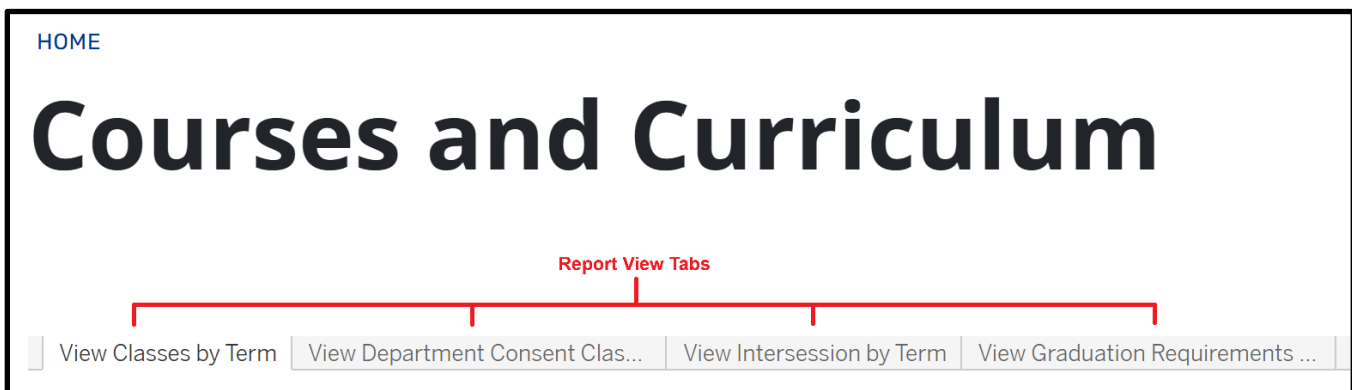 HOME
Courses and Curriculum
Report View Tabs
View Classes by Term View Department Consent Clas... View Intersession by Term View Graduation Requirements ...